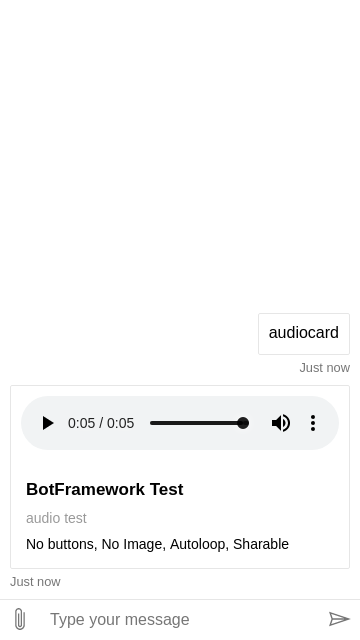 audiocard
Just now
0:05 / 0:05
BotFramework Test
audio test
No buttons, No Image, Autoloop, Sharable
Just now
Type your message